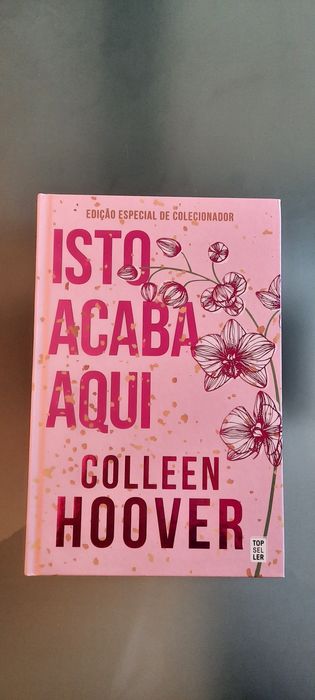 EDIÇÃO ESPECIAL DE COLECIONADOR
ISTO
ACABA
AQUI
COLLEEN
HOOVER
TOP
SEL
LER